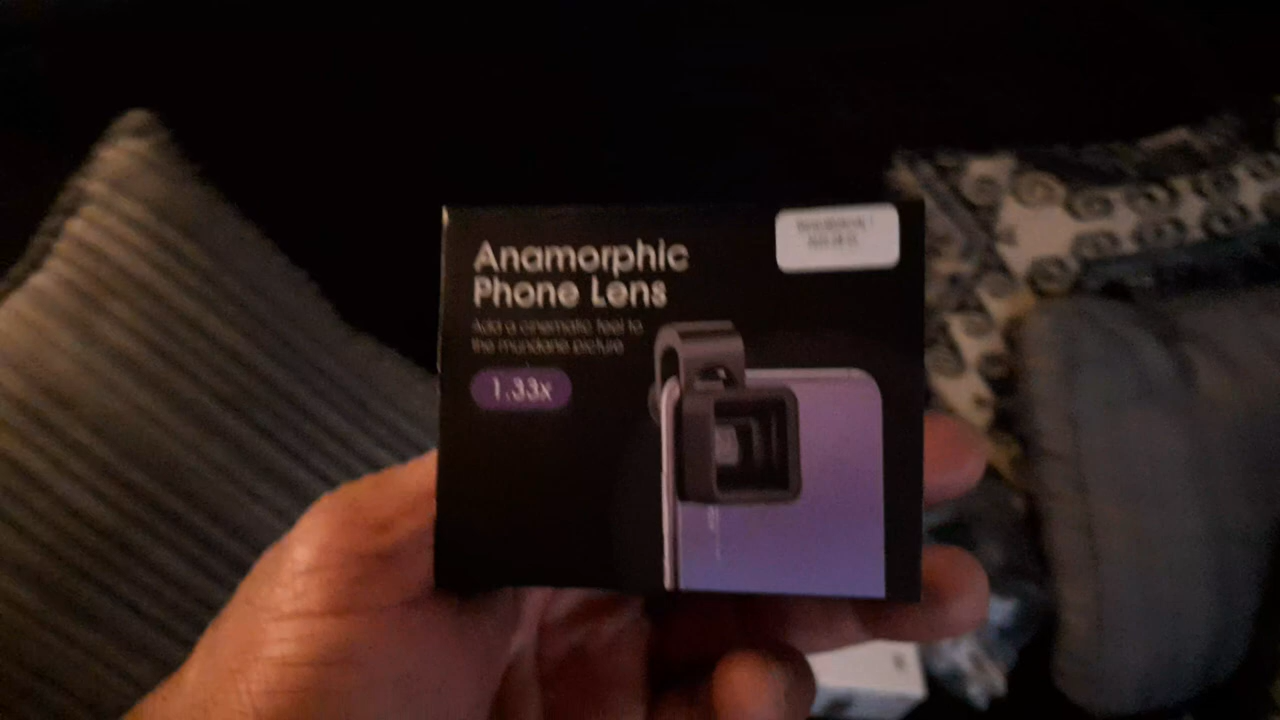 Anamorphic
Phone Lens
Add a cinematic feel to
the mundane picture
1.33x